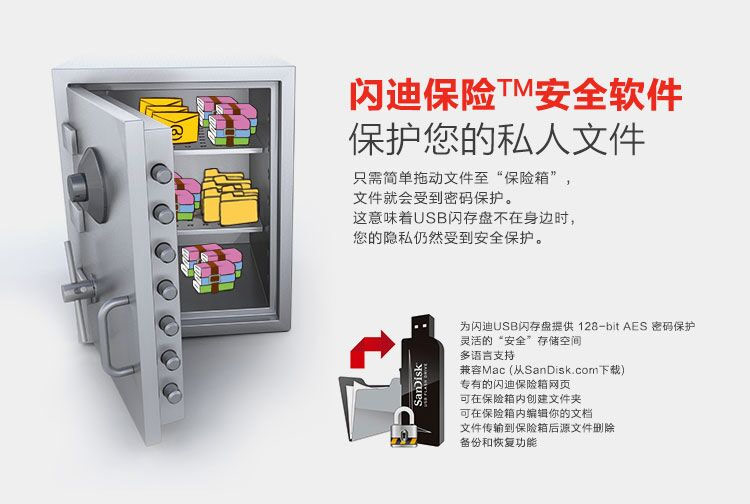 闪迪保险™安全软件
保护您的私人文件
只需简单拖动文件至“保险箱”，
文件就会受到密码保护。
这意味着USB闪存盘不在身边时，
您的隐私仍然受到安全保护。
为闪迪USB闪存盘提供 128-bit AES 密码保护
灵活的“安全”存储空间
多语言支持
兼容Mac (从SanDisk.com下载)
专有的闪迪保险箱网页
可在保险箱内创建文件夹
可在保险箱内编辑你的文档
文件传输到保险箱后源文件删除
备份和恢复功能
SanDisk
USB FLASH DRIVE
@